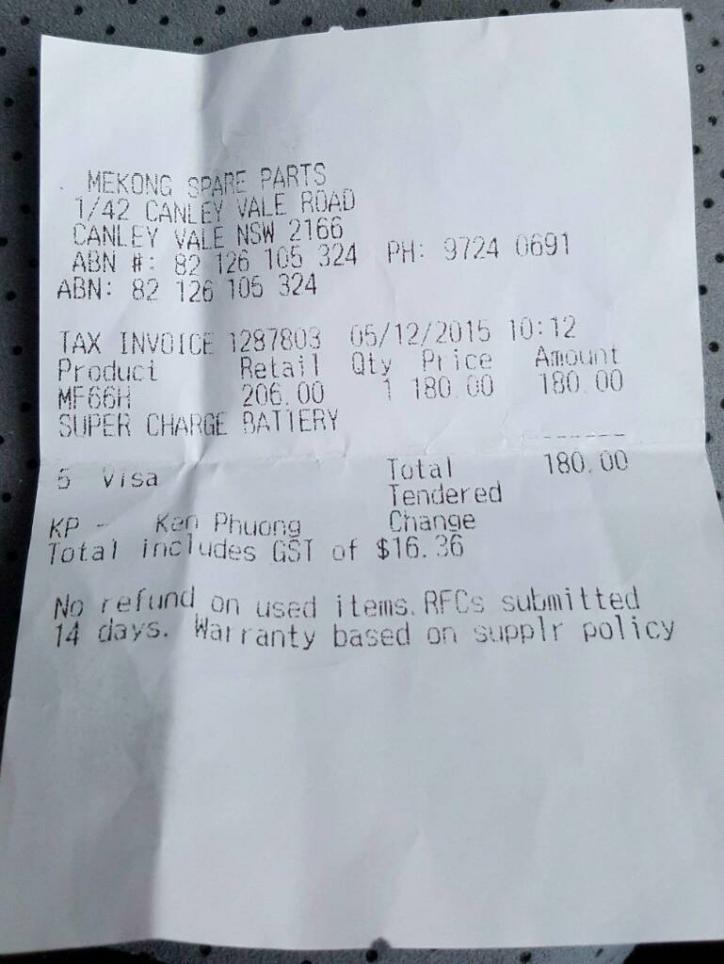 MEKONG SPARE PARTS
1/42 CANLEY VALE ROAD
CANLEY VALE NSW 2166
ABN #: 82 126 105 324 PH: 9724 0691
ABN: 82 126 105 324
TAX INVOICE 1287803 05/12/2015 10:12
Product Retail Qty Price Amount
MF66H 206.00 1 180.00 180.00
SUPER CHARGE BATTERY
5 Visa Total 180.00
Tendered
KP - Ken Phuong Change
Total includes GST of $16.36
No refund on used items. RFCs submitted
14 days. Warranty based on supplr policy